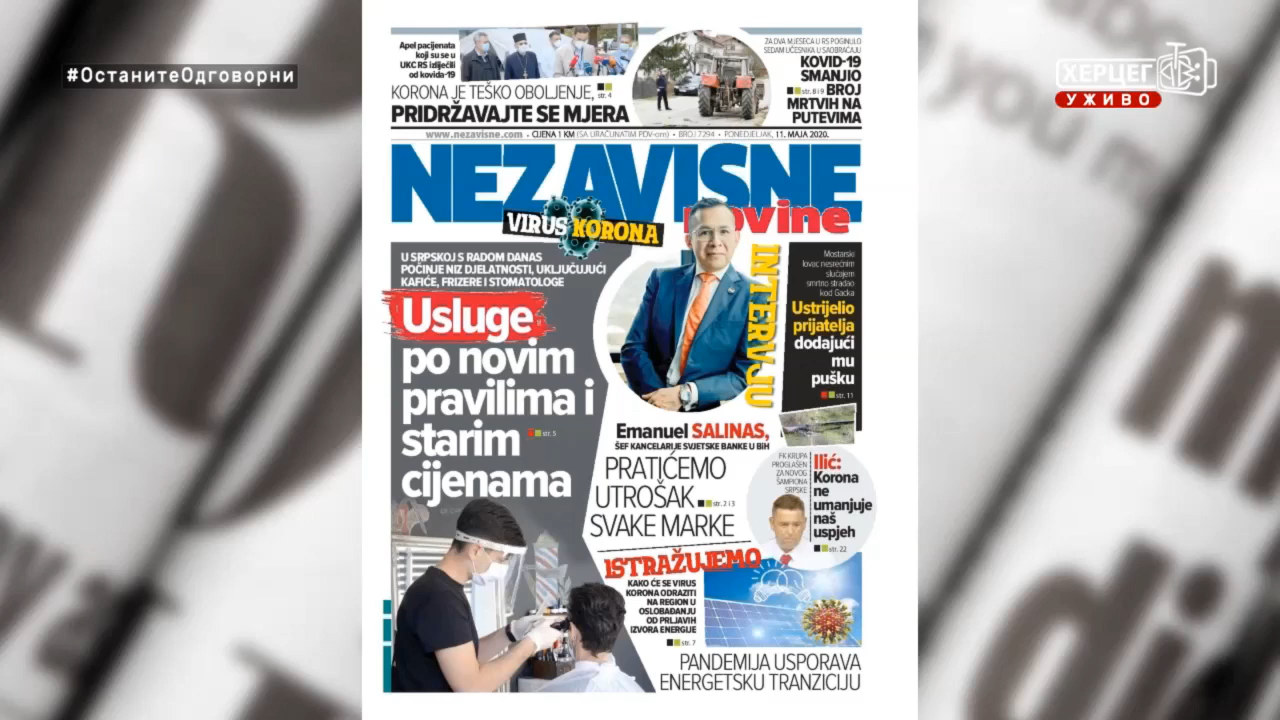 #ОстанитеОдговорни
ХЕРЦЕГ
УЖИВО
Apel pacijenata
koji su se u
UKC RS izliječili
od kovida-19
KORONA JE TEŠKO OBOLJENJE,
str. 4
PRIDRŽAVAJTE SE MJERA
ZA DVA MJESECA U RS POGINULO
SEDAM UČESNIKA U SAOBRAĆAJU
KOVID-19
SMANJIO
str. 8 i 9 BROJ
MRTVIH NA
PUTEVIMA
www.nezavisne.com • CIJENA 1 KM (SA URAČUNATIM PDV-om) • BROJ 7294 • PONEDJELJAK, 11. MAJA 2020.
NEZAVISNE
novine
VIRUS KORONA
U SRPSKOJ S RADOM DANAS
POČINJE NIZ DJELATNOSTI, UKLJUČUJUĆI
KAFIĆE, FRIZERE I STOMATOLOGE
Usluge
po novim
pravilima i
starim
str. 5
cijenama
INTERVJU
Emanuel SALINAS,
ŠEF KANCELARIJE SVJETSKE BANKE U BiH
PRATIĆEMO
UTROŠAK
str. 2 i 3
SVAKE MARKE
Mostarski
lovac nesrećnim
slučajem
smrtno stradao
kod Gacka
Ustrijelio
prijatelja
dodajući
mu
pušku
str. 11
FK KRUPA
PROGLAŠEN
ZA NOVOG
ŠAMPIONA
SRPSKE
Ilić:
Korona
ne
umanjuje
naš
uspjeh
str. 22
ISTRAŽUJEMO
KAKO ĆE SE VIRUS
KORONA ODRAZITI
NA REGION U
OSLOBAĐANJU
OD PRLJAVIH
IZVORA ENERGIJE
str. 7
PANDEMIJA USPORAVA
ENERGETSKU TRANZICIJU